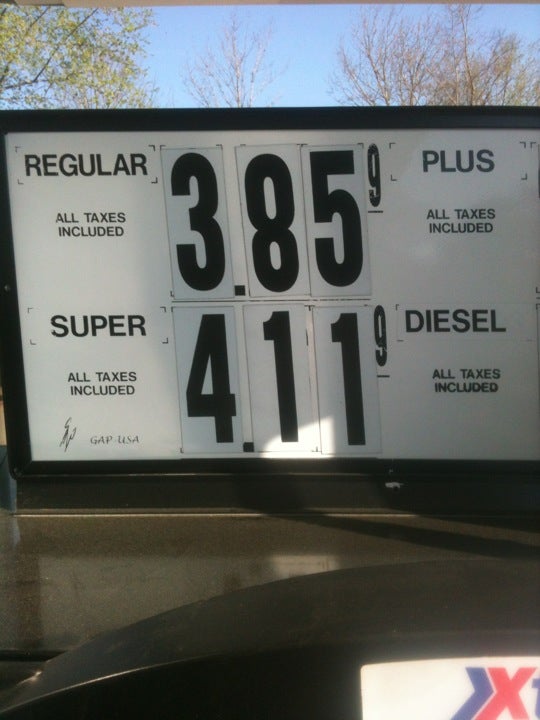 REGULAR 3.85 9 PLUS
ALL TAXES INCLUDED
ALL TAXES INCLUDED
SUPER 4.11 9 DIESEL
ALL TAXES INCLUDED
ALL TAXES INCLUDED
GAP USA